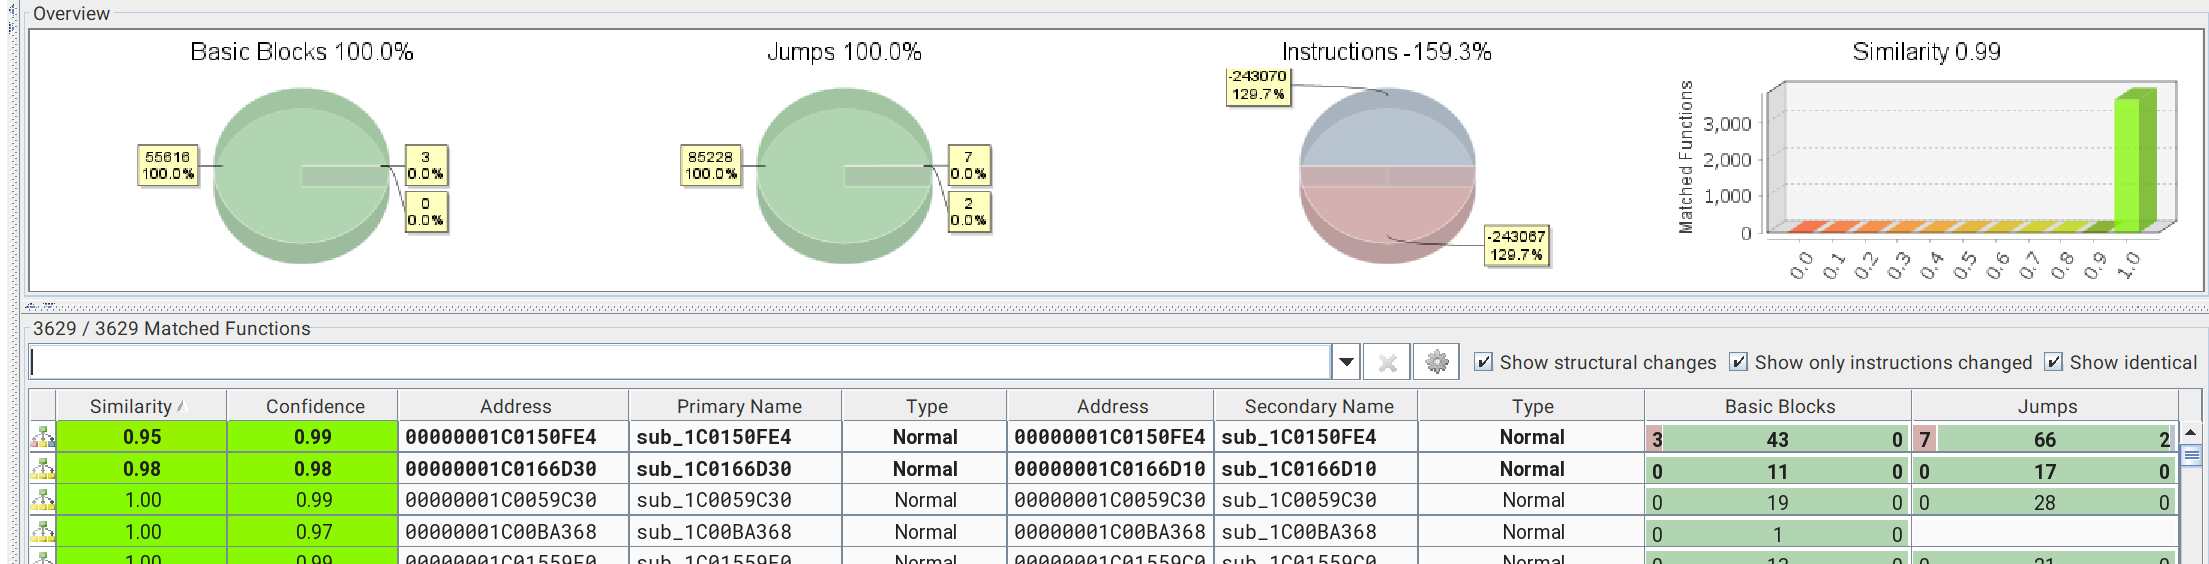 Overview
Basic Blocks 100.0%
55616
100.0%
3
0.0%
0
0.0%
Jumps 100.0%
85228
100.0%
7
0.0%
2
0.0%
Instructions -159.3%
-243070
129.7%
-243067
129.7%
Similarity 0.99
Matched Functions
3,000
2,000
1,000
0
0.0 0.1 0.2 0.3 0.4 0.5 0.6 0.7 0.8 0.9 1.0
3629 / 3629 Matched Functions
Show structural changes Show only instructions changed Show identical
Similarity Confidence Address Primary Name Type Address Secondary Name Type Basic Blocks Jumps
0.95 0.99 00000001C0150FE4 sub_1C0150FE4 Normal 00000001C0150FE4 sub_1C0150FE4 Normal 3 43 0 7 66 2
0.98 0.98 00000001C0166D30 sub_1C0166D30 Normal 00000001C0166D10 sub_1C0166D10 Normal 0 11 0 0 17 0
1.00 0.99 00000001C0059C30 sub_1C0059C30 Normal 00000001C0059C30 sub_1C0059C30 Normal 0 19 0 0 28 0
1.00 0.97 00000001C00BA368 sub_1C00BA368 Normal 00000001C00BA368 sub_1C00BA368 Normal 0 1 0
1.00 0.99 00000001C01559E0 sub_1C01559E0 Normal 00000001C01559C0 sub_1C01559C0 Normal 0 0 0 0